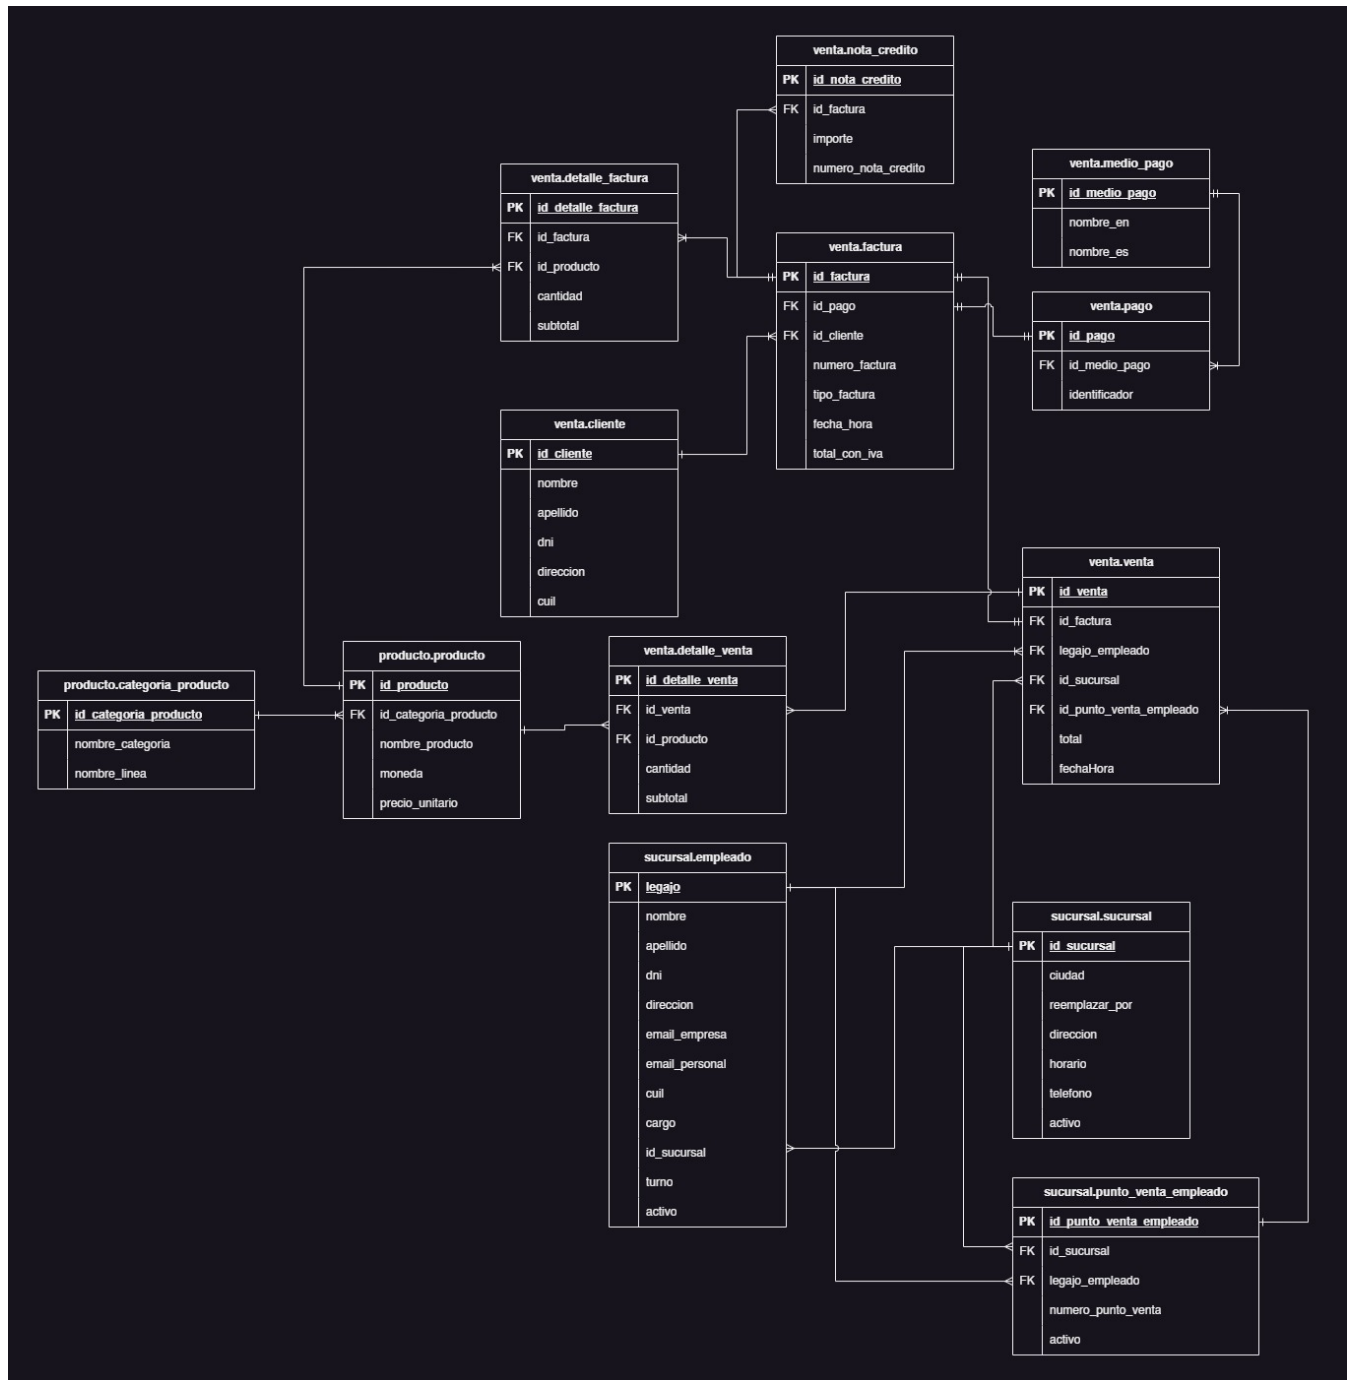 venta.nota_credito
PK id_nota_credito
FK id_factura
importe
numero_nota_credito
venta.medio_pago
PK id_medio_pago
nombre_en
nombre_es
venta.detalle_factura
PK id_detalle_factura
FK id_factura
FK id_producto
cantidad
subtotal
venta.factura
PK id_factura
FK id_pago
FK id_cliente
numero_factura
tipo_factura
fecha_hora
total_con_iva
venta.pago
PK id_pago
FK id_medio_pago
identificador
venta.cliente
PK id_cliente
nombre
apellido
dni
direccion
cuil
venta.venta
PK id_venta
FK id_factura
FK legajo_empleado
FK id_sucursal
FK id_punto_venta_empleado
total
fechaHora
producto.categoria_producto
PK id_categoria_producto
nombre_categoria
nombre_linea
producto.producto
PK id_producto
FK id_categoria_producto
nombre_producto
moneda
precio_unitario
venta.detalle_venta
PK id_detalle_venta
FK id_venta
FK id_producto
cantidad
subtotal
sucursal.empleado
PK legajo
nombre
apellido
dni
direccion
email_empresa
email_personal
cuil
cargo
id_sucursal
turno
activo
sucursal.sucursal
PK id_sucursal
ciudad
reemplazar_por
direccion
horario
telefono
activo
sucursal.punto_venta_empleado
PK id_punto_venta_empleado
FK id_sucursal
FK legajo_empleado
numero_punto_venta
activo